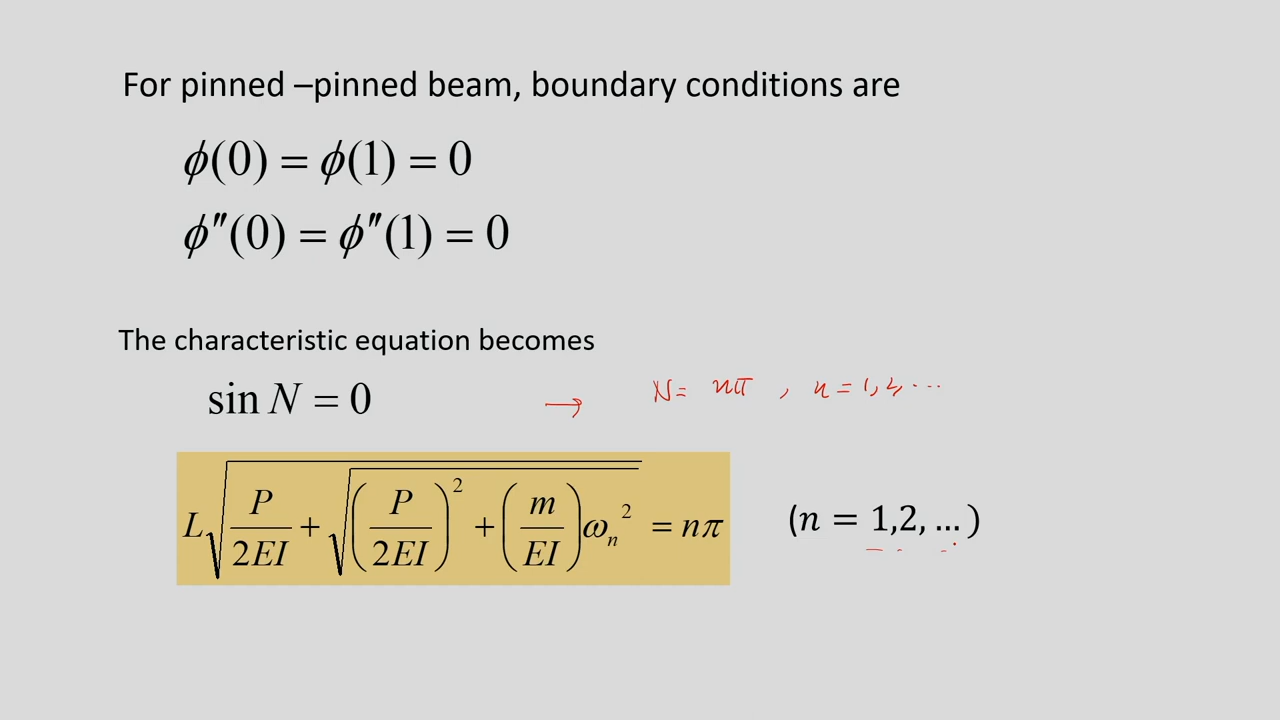 For pinned –pinned beam, boundary conditions are
ϕ(0) = ϕ(1) = 0
ϕ″(0) = ϕ″(1) = 0
The characteristic equation becomes
sin N = 0 → N = nπ , n = 1, 2, ...
L√(P/2EI + √((P/2EI)² + (m/EI)ωₙ²)) = nπ (n = 1,2, …)